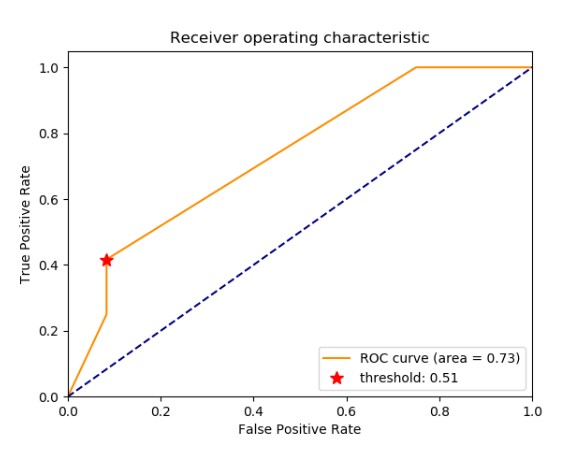 Receiver operating characteristic
1.0
0.8
0.6
0.4
0.2
0.0
True Positive Rate
0.0 0.2 0.4 0.6 0.8 1.0
False Positive Rate
ROC curve (area = 0.73)
threshold: 0.51